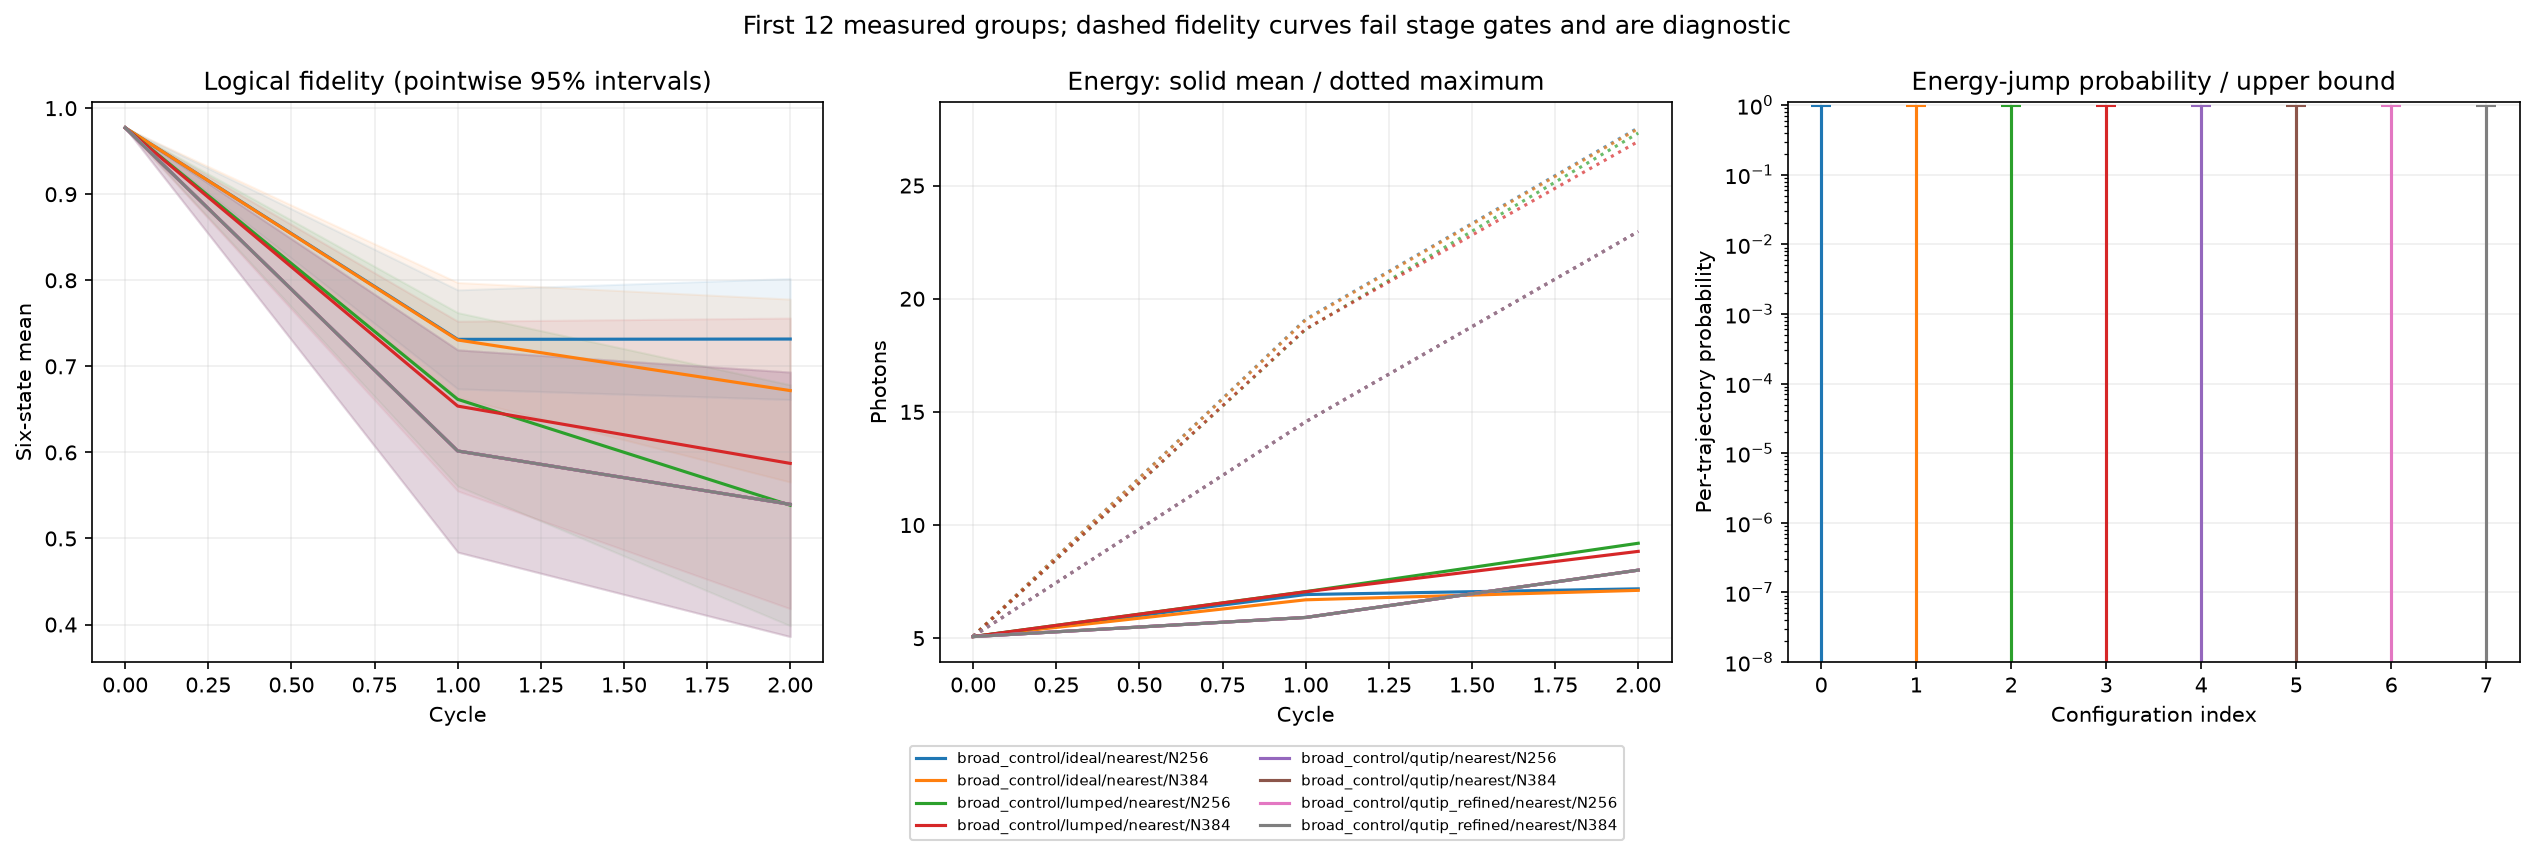 First 12 measured groups; dashed fidelity curves fail stage gates and are diagnostic
Logical fidelity (pointwise 95% intervals)
Six-state mean
1.0
0.9
0.8
0.7
0.6
0.5
0.4
0.00 0.25 0.50 0.75 1.00 1.25 1.50 1.75 2.00
Cycle
Energy: solid mean / dotted maximum
Photons
25
20
15
10
5
0.00 0.25 0.50 0.75 1.00 1.25 1.50 1.75 2.00
Cycle
Energy-jump probability / upper bound
Per-trajectory probability
10⁰
10⁻¹
10⁻²
10⁻³
10⁻⁴
10⁻⁵
10⁻⁶
10⁻⁷
10⁻⁸
0 1 2 3 4 5 6 7
Configuration index
broad_control/ideal/nearest/N256
broad_control/ideal/nearest/N384
broad_control/lumped/nearest/N256
broad_control/lumped/nearest/N384
broad_control/qutip/nearest/N256
broad_control/qutip/nearest/N384
broad_control/qutip_refined/nearest/N256
broad_control/qutip_refined/nearest/N384